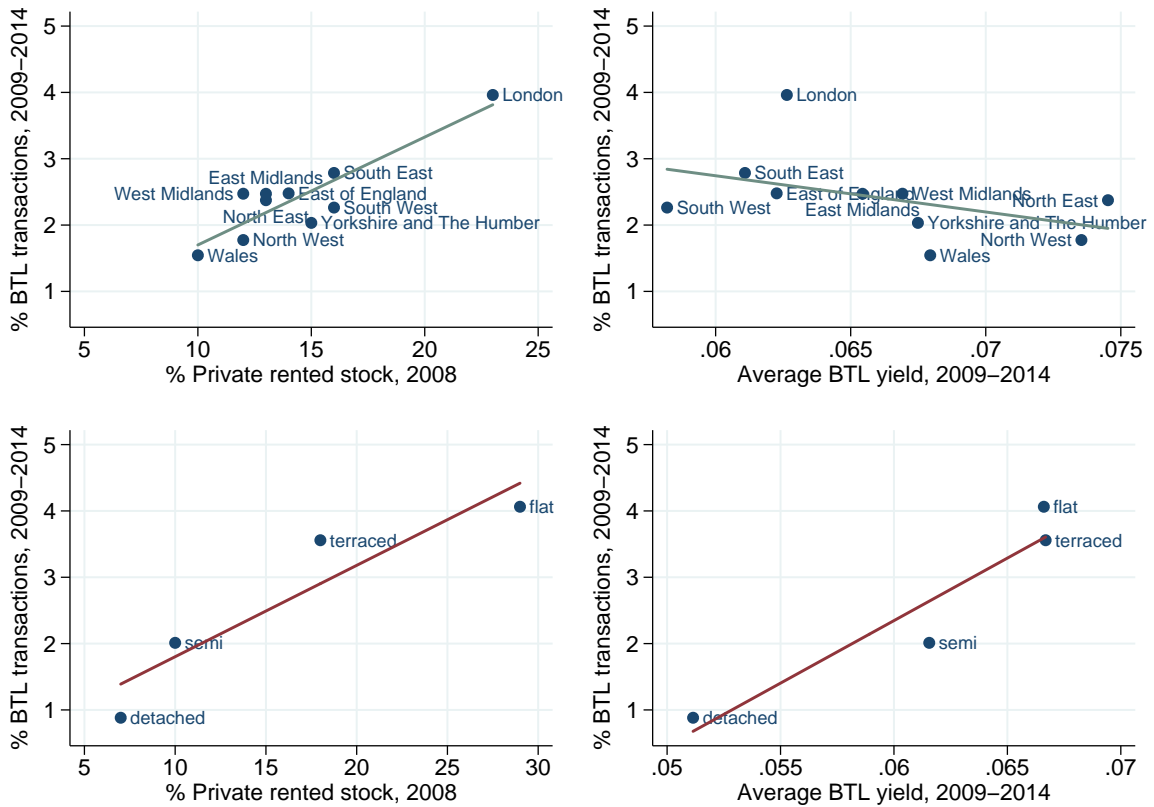 % BTL transactions, 2009–2014
5
4
3
2
1
London
South East
East Midlands
West Midlands
East of England
South West
North East
Yorkshire and The Humber
North West
Wales
5 10 15 20 25
% Private rented stock, 2008
% BTL transactions, 2009–2014
5
4
3
2
1
London
South East
East of England
West Midlands
North East
South West
East Midlands
Yorkshire and The Humber
North West
Wales
.06 .065 .07 .075
Average BTL yield, 2009–2014
% BTL transactions, 2009–2014
5
4
3
2
1
flat
terraced
semi
detached
5 10 15 20 25 30
% Private rented stock, 2008
% BTL transactions, 2009–2014
5
4
3
2
1
flat
terraced
semi
detached
.05 .055 .06 .065 .07
Average BTL yield, 2009–2014